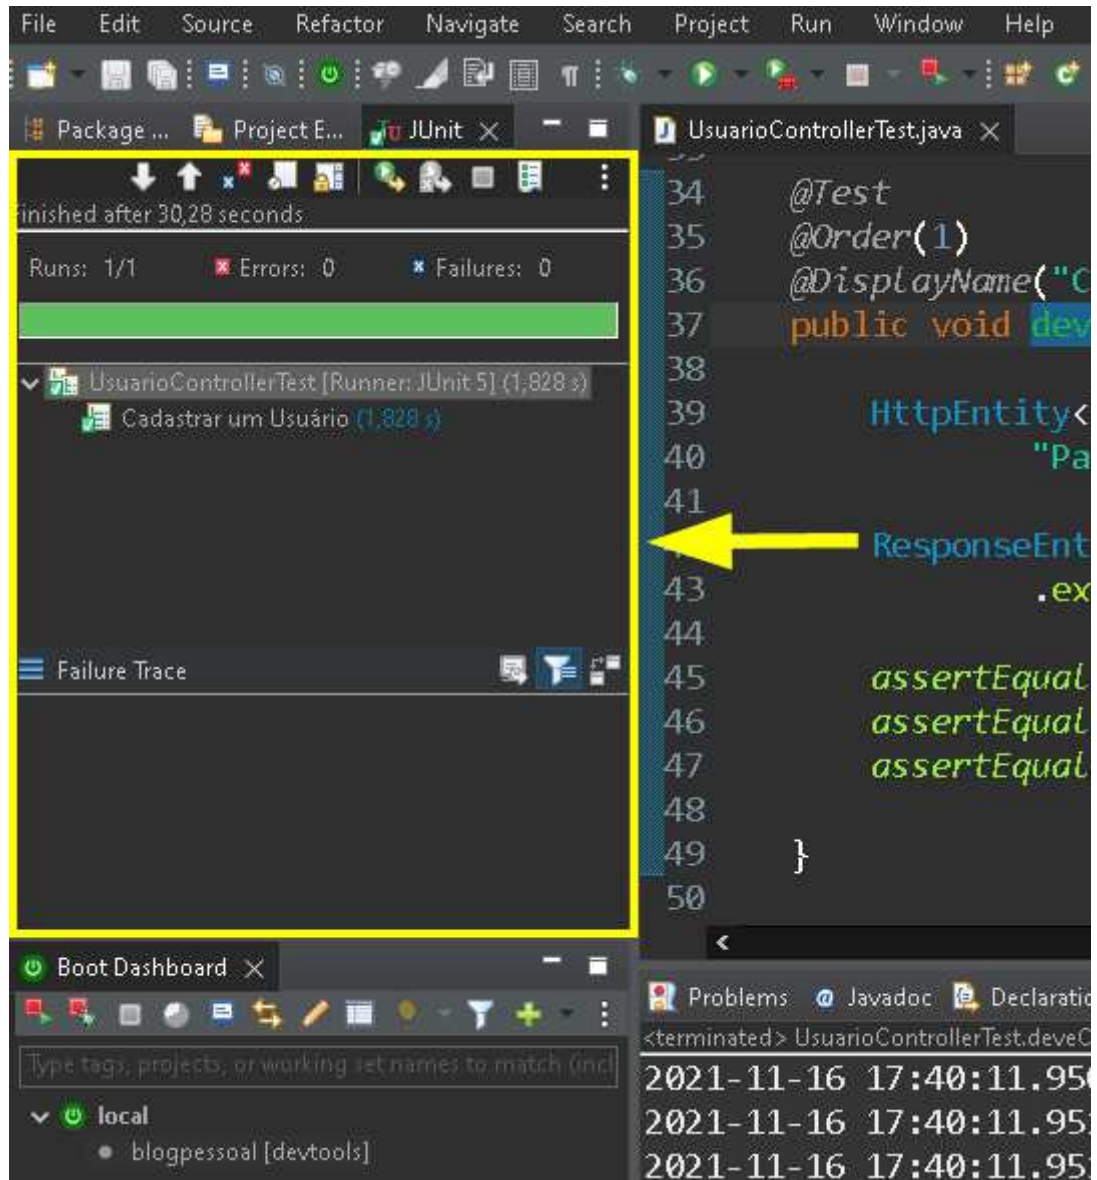 File Edit Source Refactor Navigate Search Project Run Window Help
Package ... Project E... JUnit
Finished after 30,28 seconds
Runs: 1/1 Errors: 0 Failures: 0
UsuarioControllerTest [Runner: JUnit 5] (1,828 s)
Cadastrar um Usuário (1,828 s)
Failure Trace
Boot Dashboard
Type tags, projects, or working set names to match (incl
local
blogpessoal [devtools]
UsuarioControllerTest.java
34 @Test
35 @Order(1)
36 @DisplayName("C
37 public void dev
38
39 HttpEntity<
40 "Pa
41
ResponseEnt
43 .ex
44
45 assertEqual
46 assertEqual
47 assertEqual
48
49 }
50
Problems @ Javadoc Declaratio
<terminated> UsuarioControllerTest.deveC
2021-11-16 17:40:11.950
2021-11-16 17:40:11.95
2021-11-16 17:40:11.95